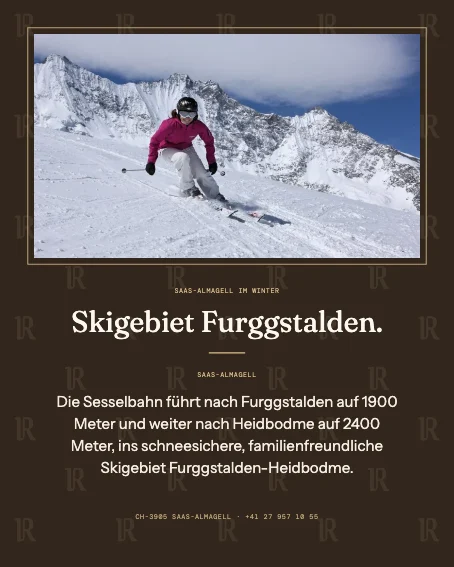 SAAS-ALMAGELL IM WINTER
Skigebiet Furggstalden.
SAAS-ALMAGELL
Die Sesselbahn führt nach Furggstalden auf 1900
Meter und weiter nach Heidbodme auf 2400
Meter, ins schneesichere, familienfreundliche
Skigebiet Furggstalden-Heidbodme.
CH-3905 SAAS-ALMAGELL · +41 27 957 10 55